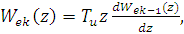 W_{ek}(z) = T_u z \frac{dW_{ek-1}(z)}{dz},